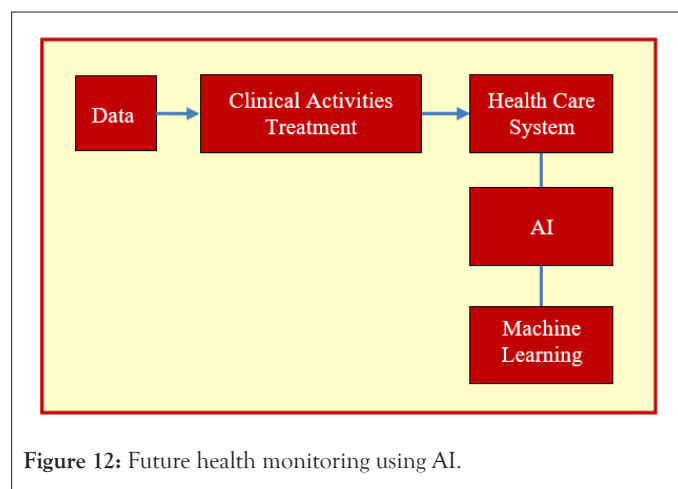 Data
Clinical Activities
Treatment
Health Care
System
AI
Machine
Learning
Figure 12: Future health monitoring using AI.